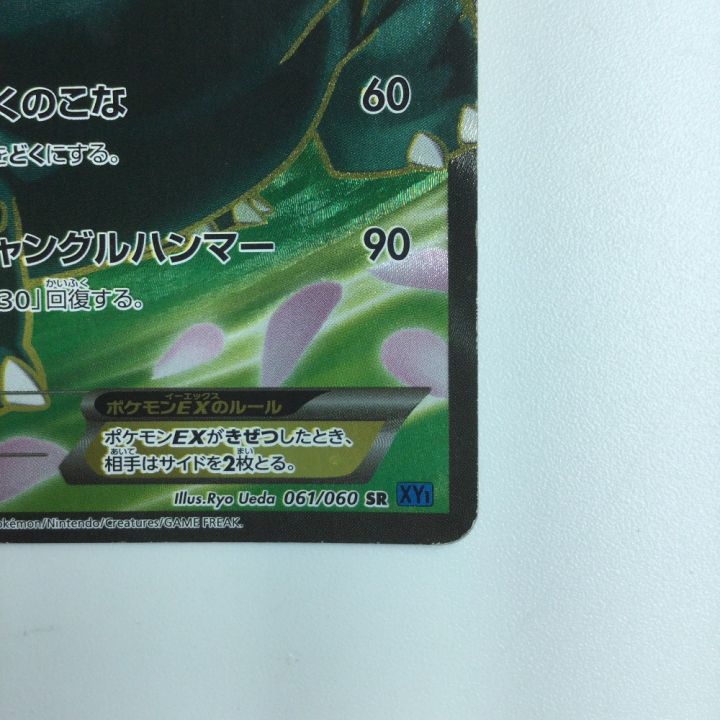 くのこな 60
をどくにする。
ャングルハンマー 90
かいふく
30」回復する。
イーエックス
ポケモンEXのルール
ポケモンEXがきぜつしたとき、
あいて まい
相手はサイドを2枚とる。
Illus.Ryo Ueda 061/060 SR XY1
okémon/Nintendo/Creatures/GAME FREAK.